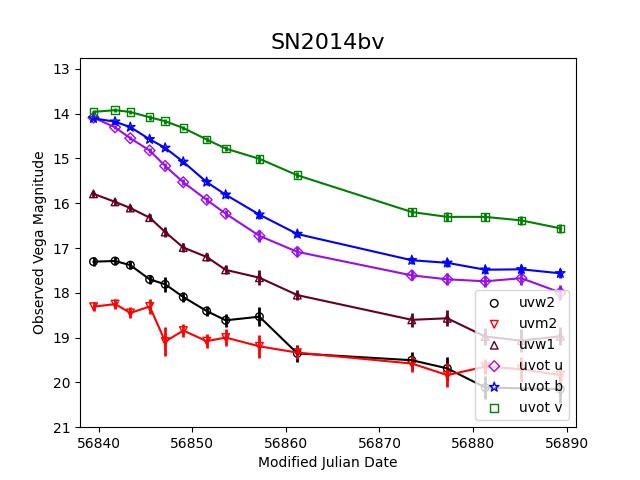 SN2014bv
Observed Vega Magnitude
13
14
15
16
17
18
19
20
21
56840 56850 56860 56870 56880 56890
Modified Julian Date
uvw2
uvm2
uvw1
uvot u
uvot b
uvot v